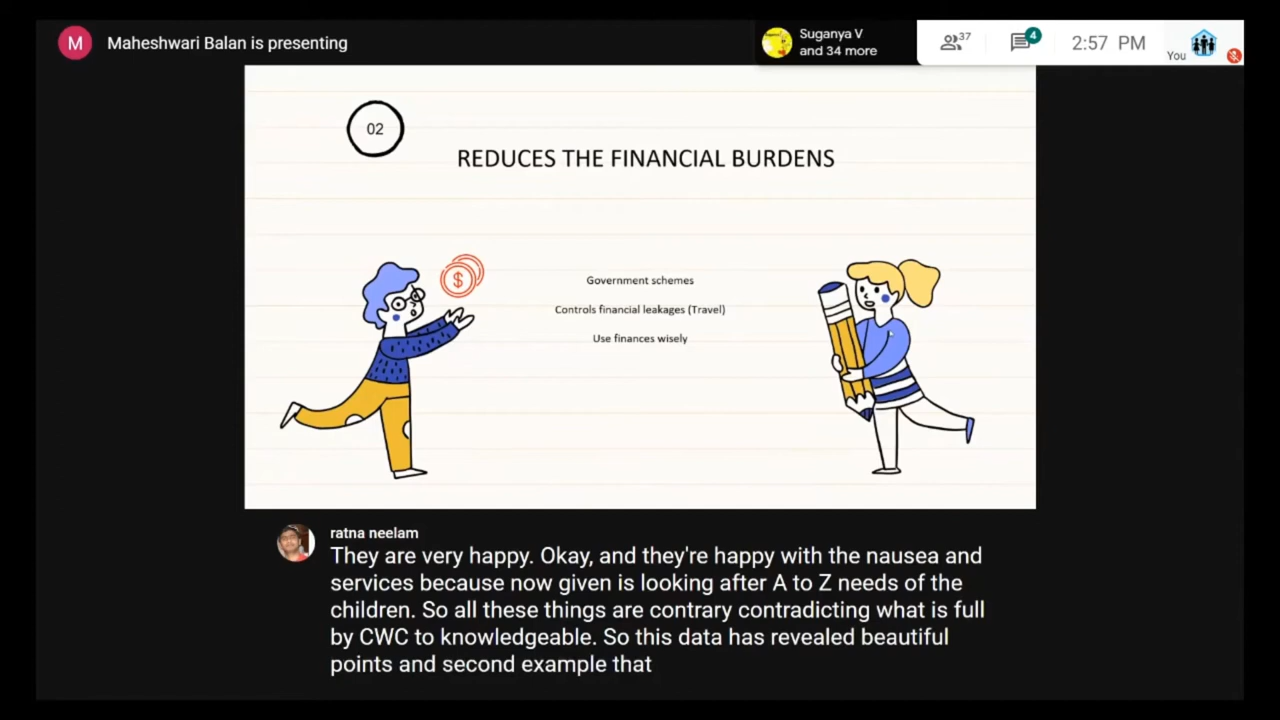 M
Maheshwari Balan is presenting
Suganya V
and 34 more
37
4
2:57 PM
You
02
REDUCES THE FINANCIAL BURDENS
$
Government schemes
Controls financial leakages (Travel)
Use finances wisely
ratna neelam
They are very happy. Okay, and they're happy with the nausea and
services because now given is looking after A to Z needs of the
children. So all these things are contrary contradicting what is full
by CWC to knowledgeable. So this data has revealed beautiful
points and second example that